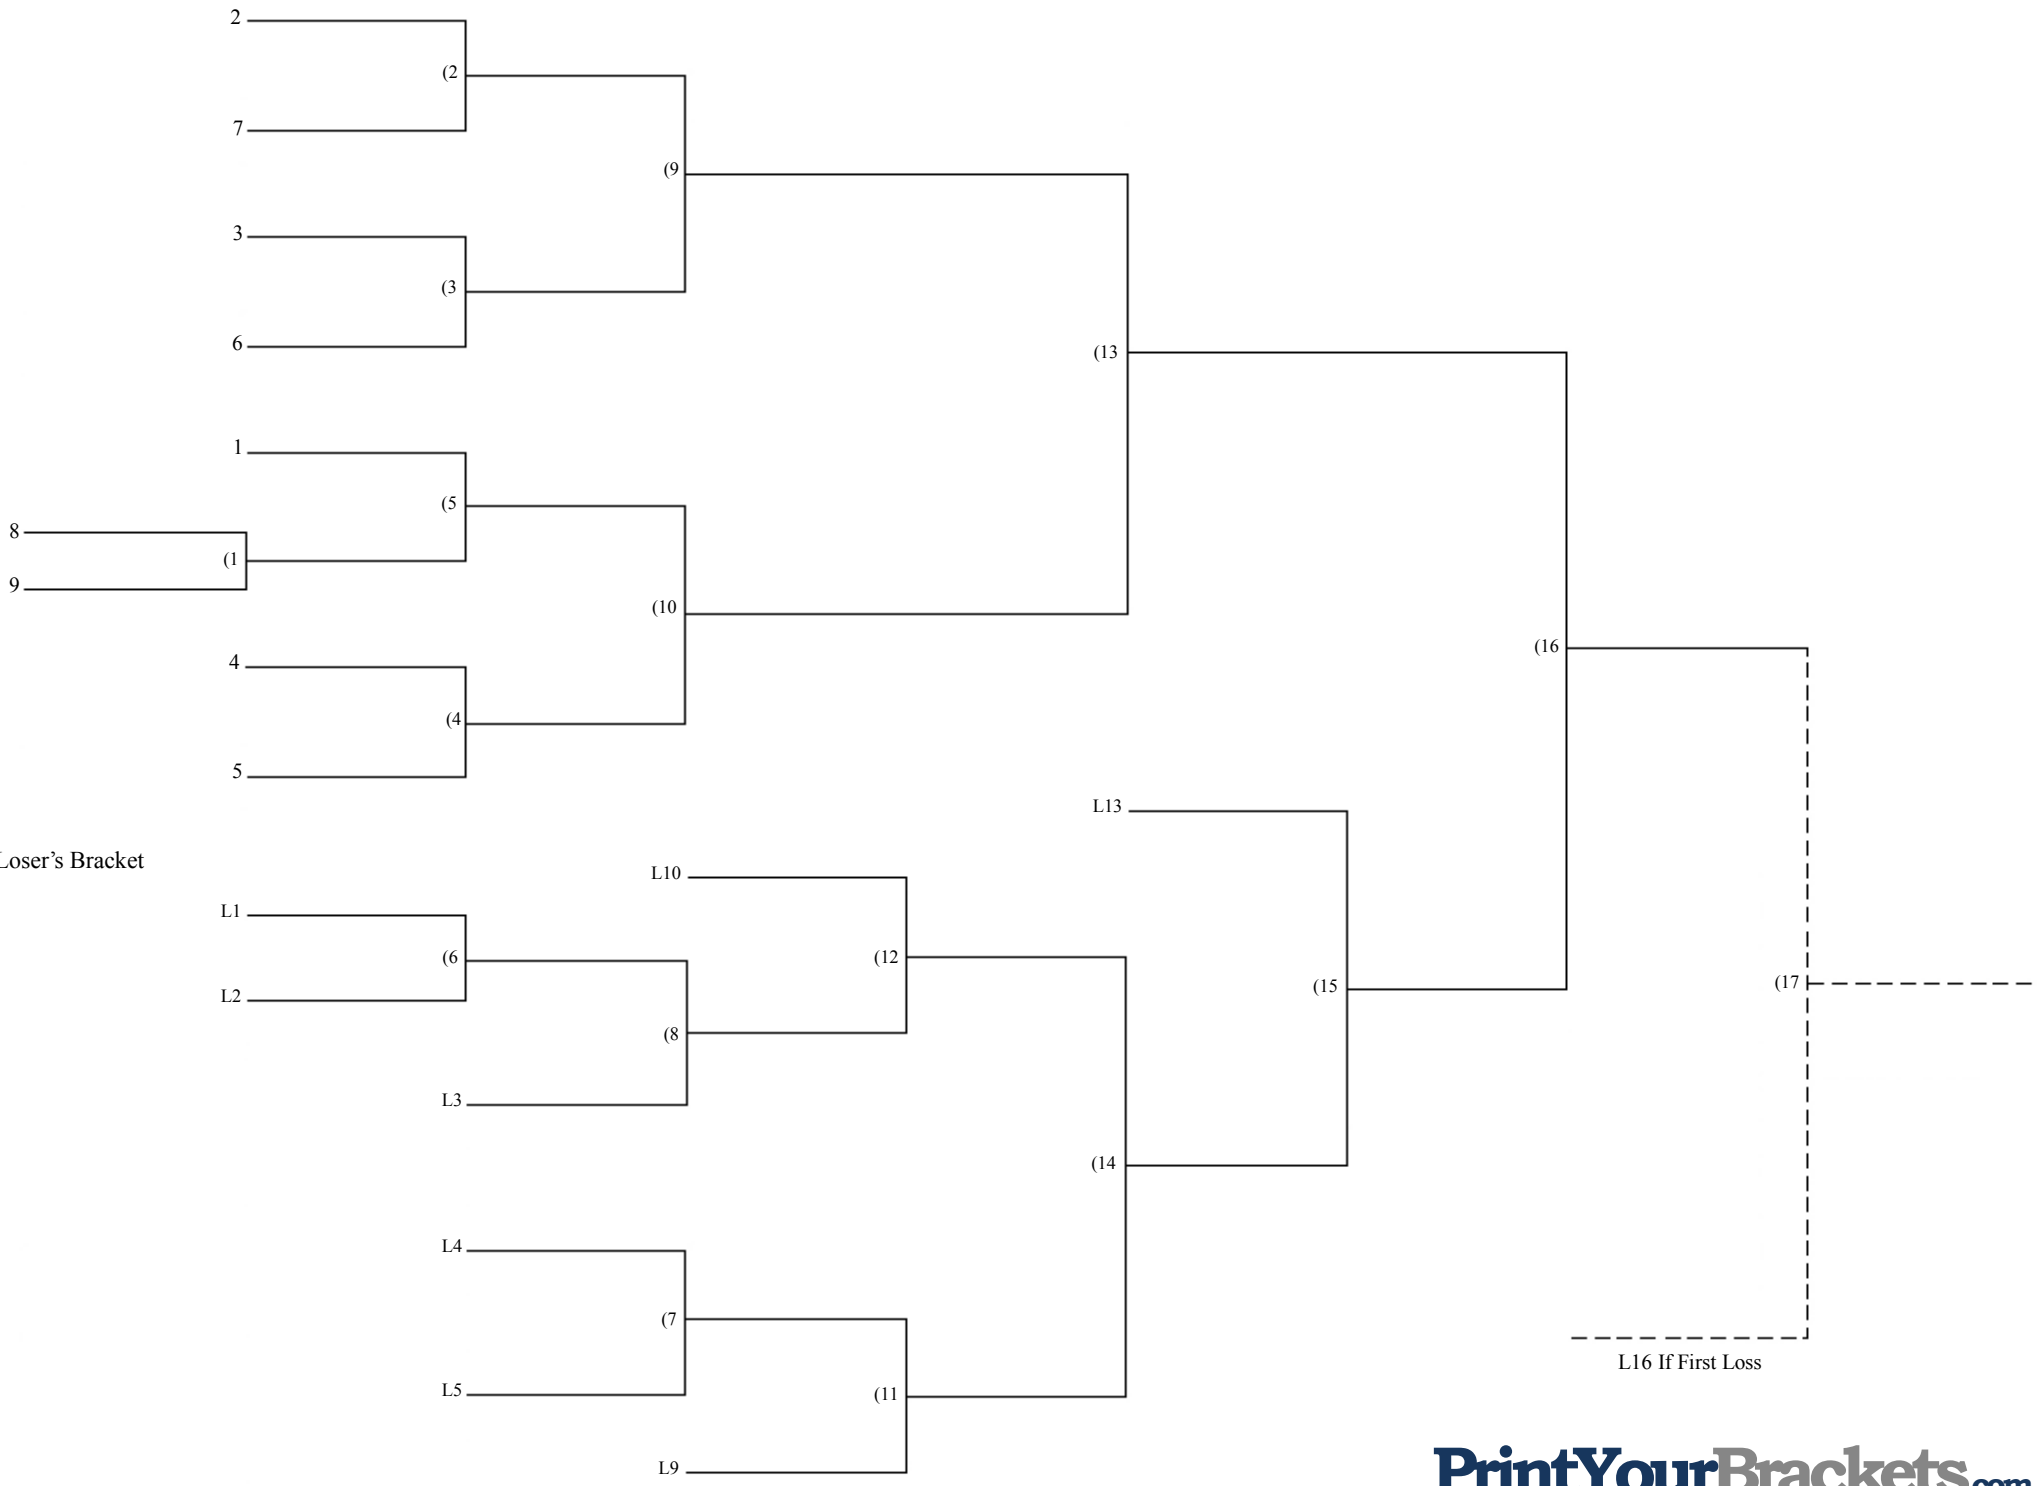 2
(2
7
(9
3
(3
6
(13
1
(5
8
(1
9
(10
(16
4
(4
5
L13
Loser’s Bracket
L10
L1
(6
(12
L2
(15
(17
(8
L3
(14
L4
(7
L16 If First Loss
L5
(11
L9
PrintYourBrackets.com